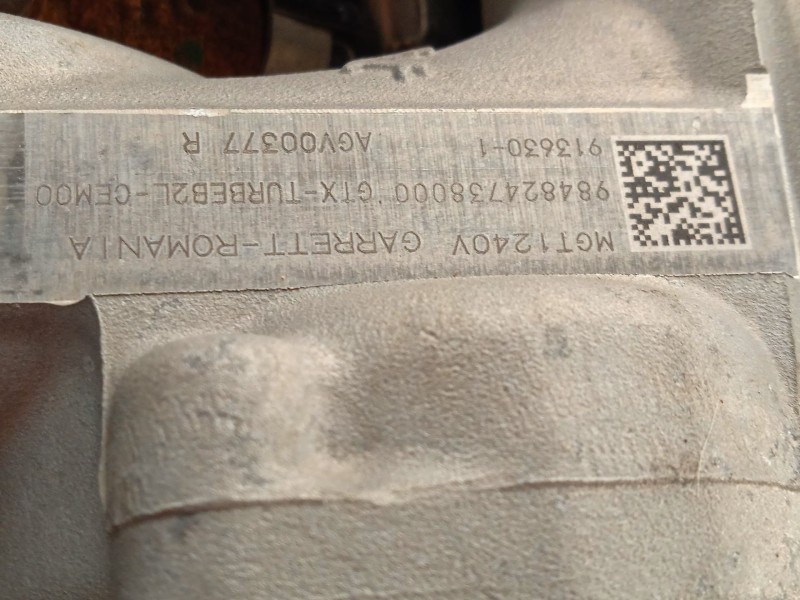 MGT1240V GARRETT-ROMANIA
984824738000 GTX-TURBEB2L-CEM00
913630-1 AGV00377 R